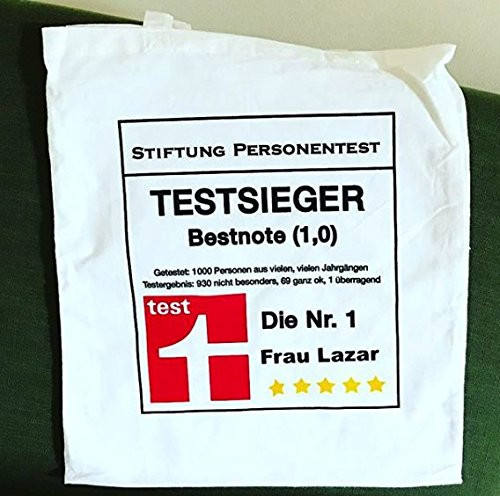 STIFTUNG PERSONENTEST
TESTSIEGER
Bestnote (1,0)
Getestet: 1000 Personen aus vielen, vielen Jahrgängen
Testergebnis: 930 nicht besonders, 69 ganz ok, 1 überragend
test
1
Die Nr. 1
Frau Lazar